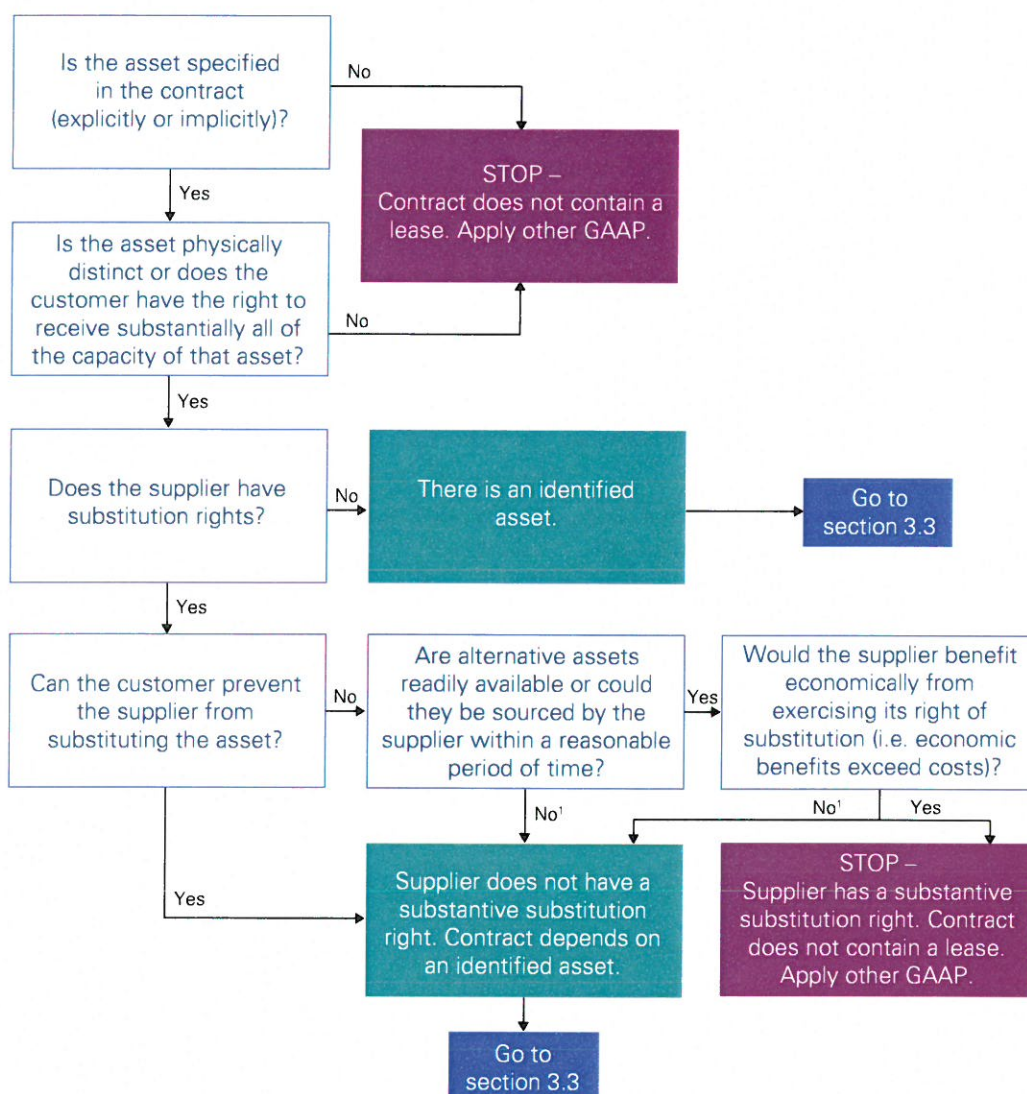 Is the asset specified
in the contract
(explicitly or implicitly)?
No
STOP –
Contract does not contain a
lease. Apply other GAAP.
Yes
Is the asset physically
distinct or does the
customer have the right to
receive substantially all of
the capacity of that asset?
No
Yes
Does the supplier have
substitution rights?
No
There is an identified
asset.
Go to
section 3.3
Yes
Can the customer prevent
the supplier from
substituting the asset?
No
Are alternative assets
readily available or could
they be sourced by the
supplier within a reasonable
period of time?
Yes
Would the supplier benefit
economically from
exercising its right of
substitution (i.e. economic
benefits exceed costs)?
No¹
No¹
Yes
Yes
Supplier does not have a
substantive substitution
right. Contract depends on
an identified asset.
STOP –
Supplier has a substantive
substitution right. Contract
does not contain a lease.
Apply other GAAP.
Go to
section 3.3